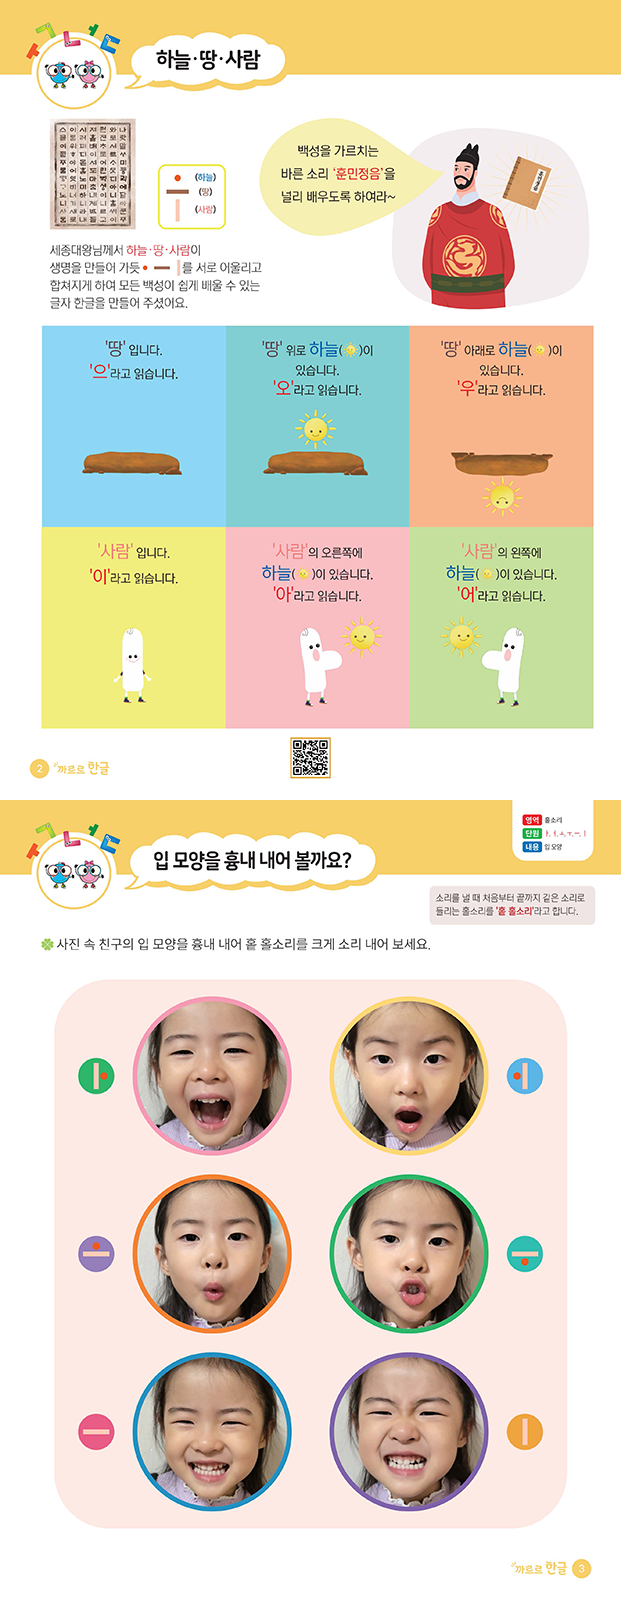 하늘·땅·사람
백성을 가르치는
바른 소리 '훈민정음'을
널리 배우도록 하여라~
(하늘)
(땅)
(사람)
세종대왕님께서 하늘·땅·사람이
생명을 만들어 가듯 를 서로 어울리고
합쳐지게 하여 모든 백성이 쉽게 배울 수 있는
글자 한글을 만들어 주셨어요.
'땅' 입니다.
'으'라고 읽습니다.
'땅' 위로 하늘( )이
있습니다.
'오'라고 읽습니다.
'땅' 아래로 하늘( )이
있습니다.
'우'라고 읽습니다.
'사람' 입니다.
'이'라고 읽습니다.
'사람'의 오른쪽에
하늘( )이 있습니다.
'아'라고 읽습니다.
'사람'의 왼쪽에
하늘( )이 있습니다.
'어'라고 읽습니다.
2 까르르 한글
영역 홀소리
단원 ㅏ, ㅓ, ㅗ, ㅜ, ㅡ, ㅣ
내용 입 모양
입 모양을 흉내 내어 볼까요?
소리를 낼 때 처음부터 끝까지 같은 소리로
들리는 홀소리를 '홑 홀소리'라고 합니다.
사진 속 친구의 입 모양을 흉내 내어 홑 홀소리를 크게 소리 내어 보세요.
까르르 한글 3